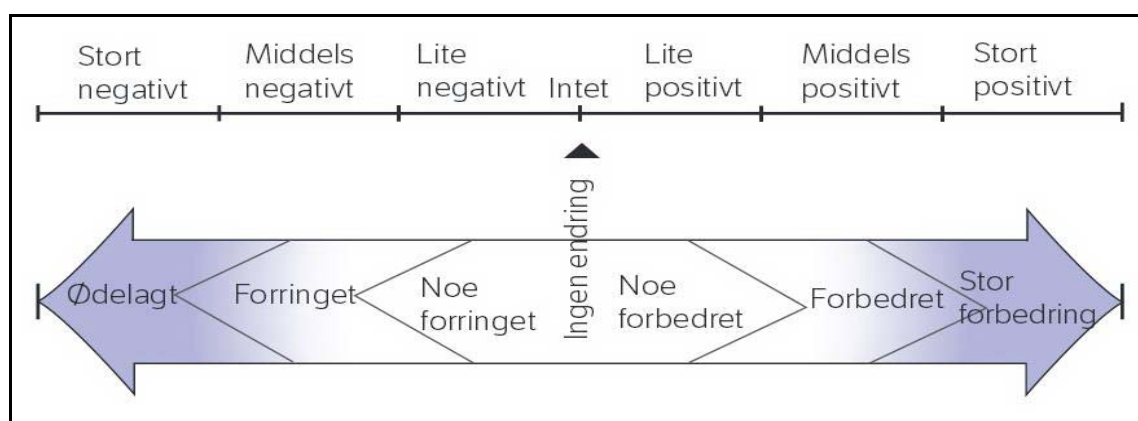 Stort
negativt
Middels
negativt
Lite
negativt
Intet
Lite
positivt
Middels
positivt
Stort
positivt
Ingen endring
Ødelagt
Forringet
Noe
forringet
Noe
forbedret
Forbedret
Stor
forbedring